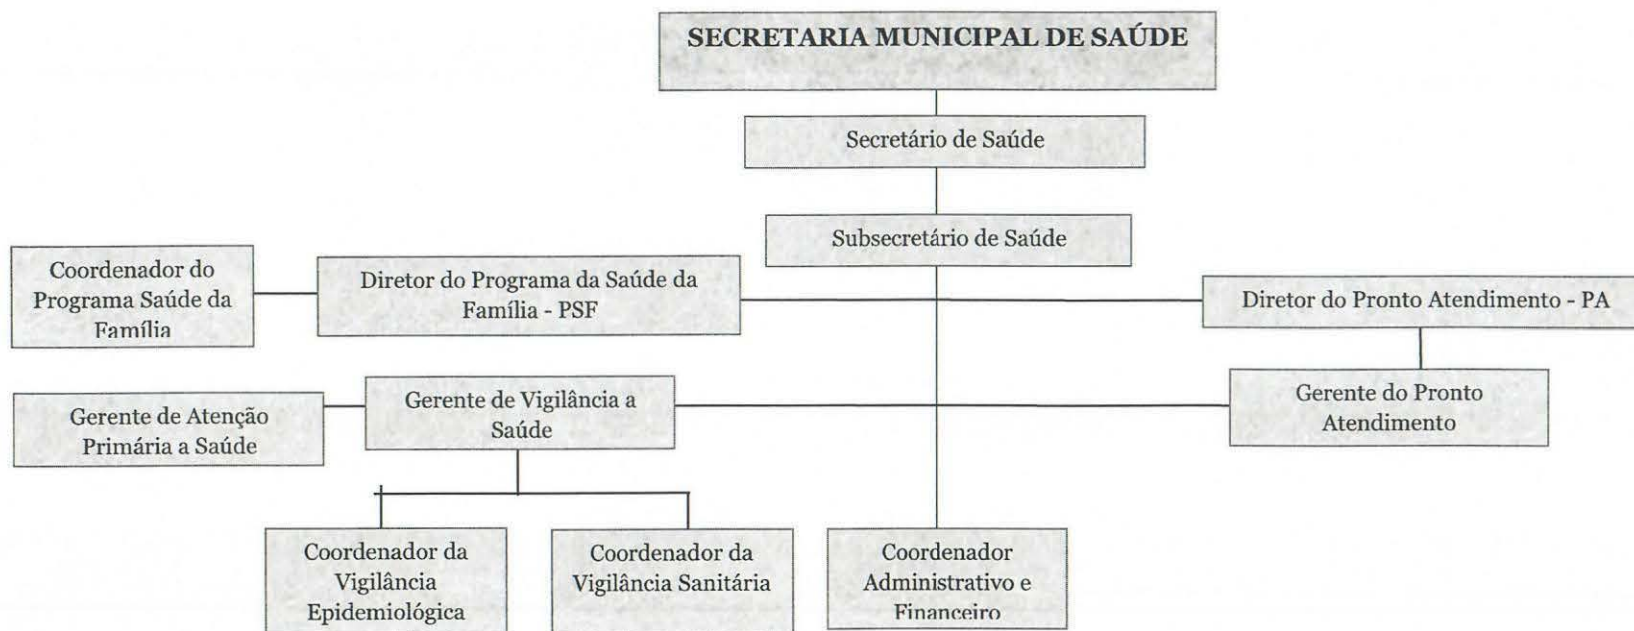 SECRETARIA MUNICIPAL DE SAÚDE
Secretário de Saúde
Subsecretário de Saúde
Coordenador do
Programa Saúde da
Família
Diretor do Programa da Saúde da
Família - PSF
Diretor do Pronto Atendimento - PA
Gerente de Atenção
Primária a Saúde
Gerente de Vigilância a
Saúde
Gerente do Pronto
Atendimento
Coordenador da
Vigilância
Epidemiológica
Coordenador da
Vigilância Sanitária
Coordenador
Administrativo e
Financeiro